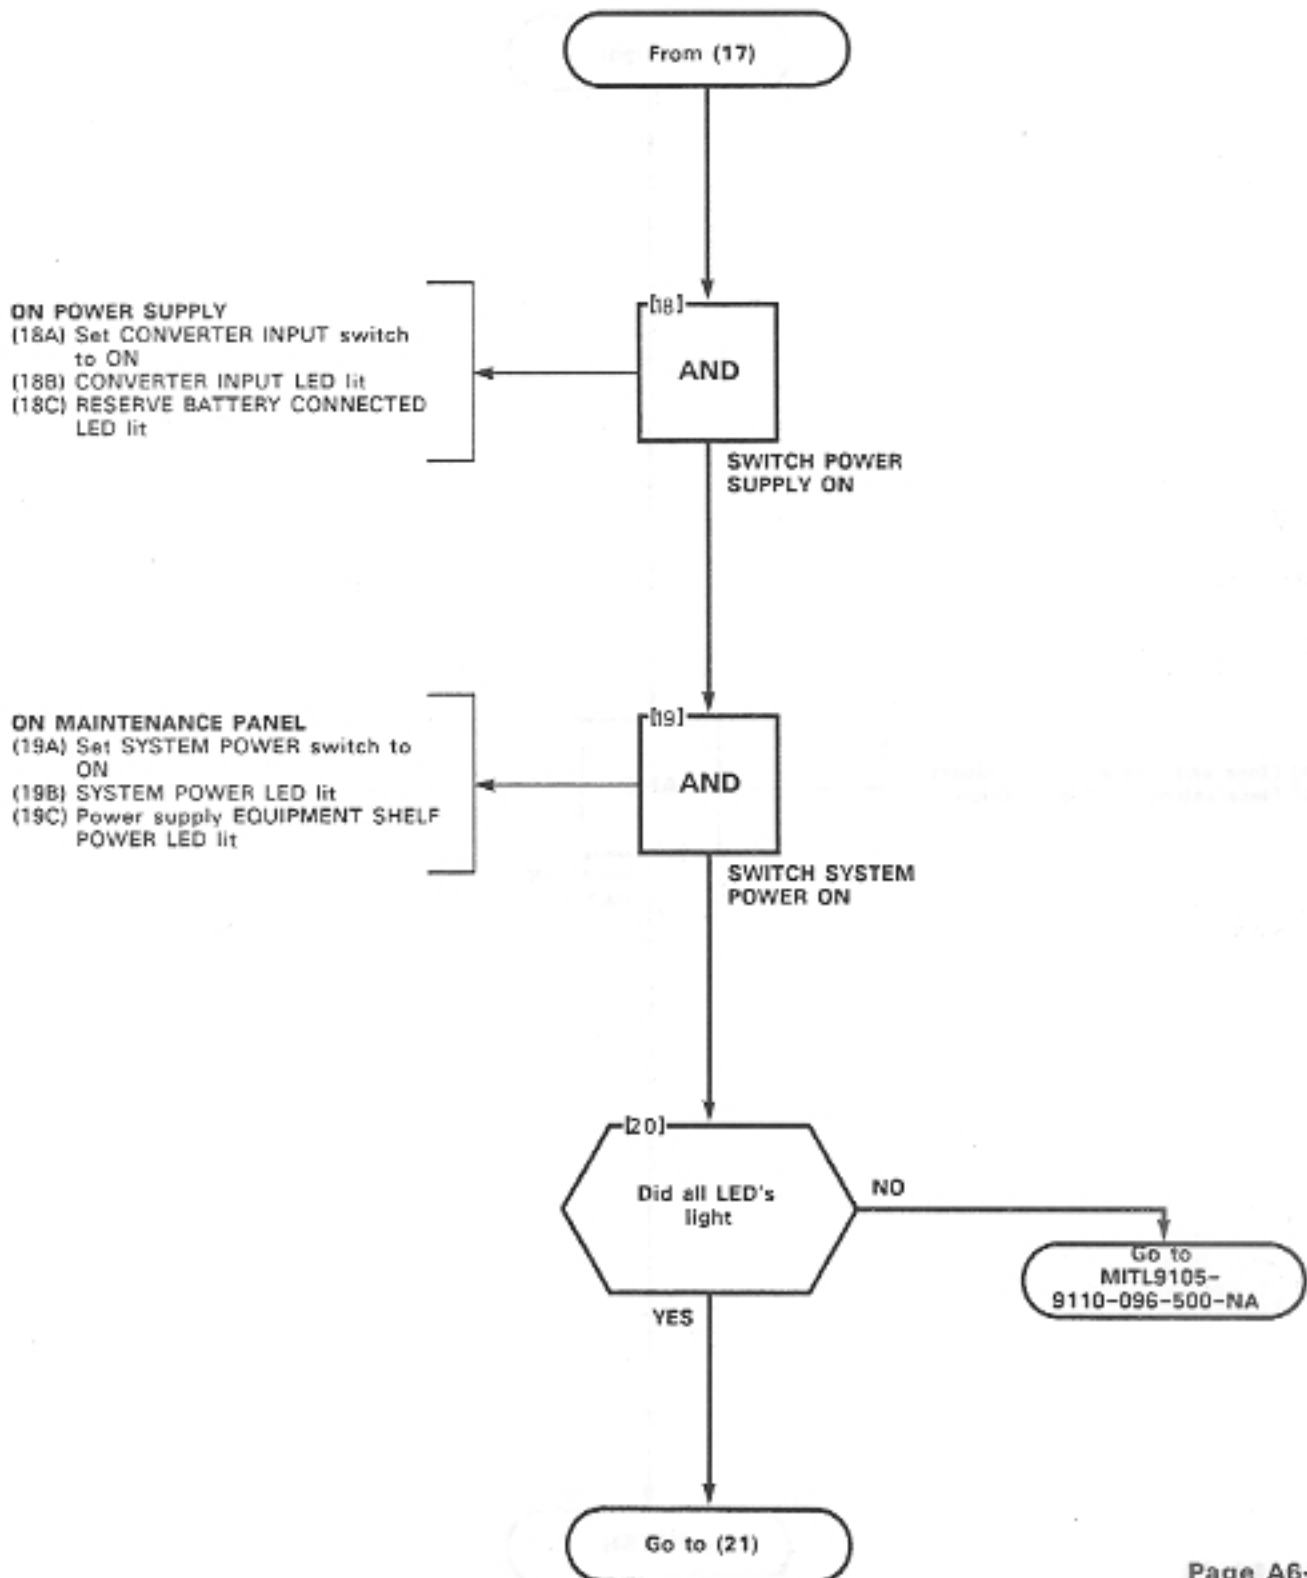 From (17)
[18]
AND
ON POWER SUPPLY
(18A) Set CONVERTER INPUT switch
to ON
(18B) CONVERTER INPUT LED lit
(18C) RESERVE BATTERY CONNECTED
LED lit
SWITCH POWER
SUPPLY ON
[19]
AND
ON MAINTENANCE PANEL
(19A) Set SYSTEM POWER switch to
ON
(19B) SYSTEM POWER LED lit
(19C) Power supply EQUIPMENT SHELF
POWER LED lit
SWITCH SYSTEM
POWER ON
[20]
Did all LED's
light
NO
Go to
MITL9105-
9110-096-500-NA
YES
Go to (21)
Page A6-